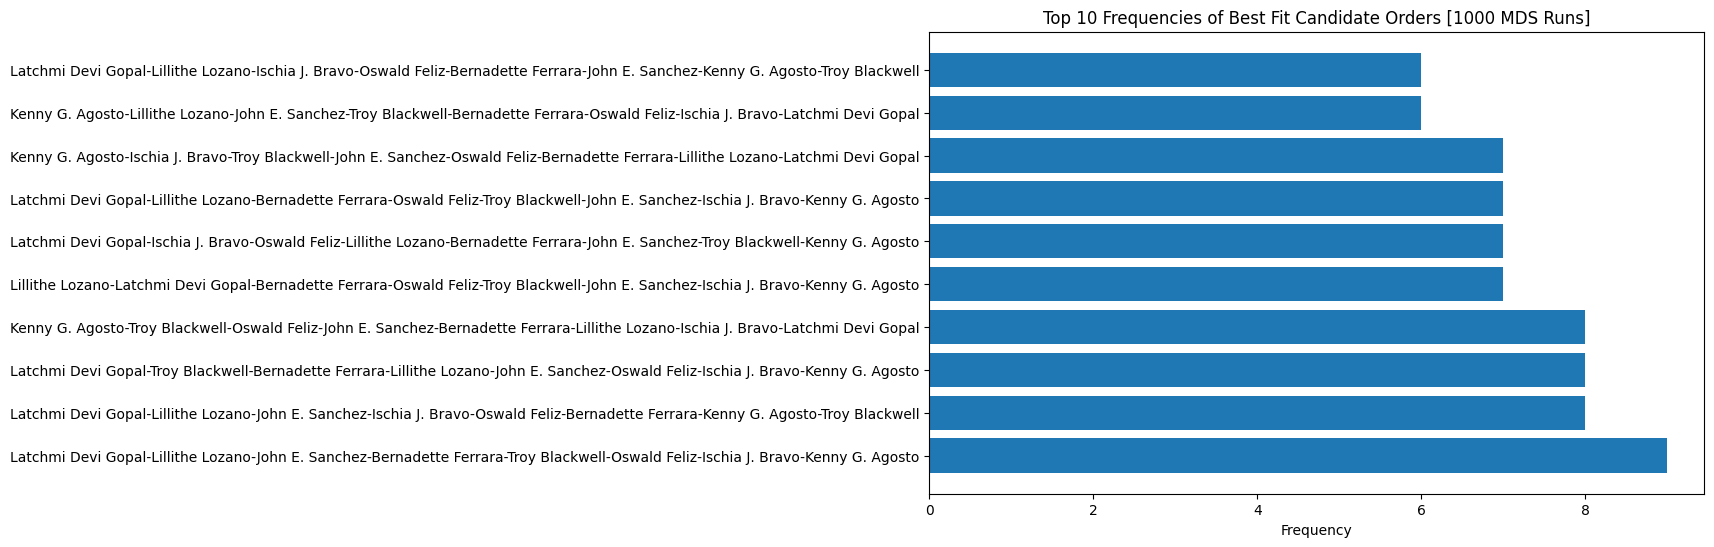 Top 10 Frequencies of Best Fit Candidate Orders [1000 MDS Runs]
Latchmi Devi Gopal-Lillithe Lozano-Ischia J. Bravo-Oswald Feliz-Bernadette Ferrara-John E. Sanchez-Kenny G. Agosto-Troy Blackwell
Kenny G. Agosto-Lillithe Lozano-John E. Sanchez-Troy Blackwell-Bernadette Ferrara-Oswald Feliz-Ischia J. Bravo-Latchmi Devi Gopal
Kenny G. Agosto-Ischia J. Bravo-Troy Blackwell-John E. Sanchez-Oswald Feliz-Bernadette Ferrara-Lillithe Lozano-Latchmi Devi Gopal
Latchmi Devi Gopal-Lillithe Lozano-Bernadette Ferrara-Oswald Feliz-Troy Blackwell-John E. Sanchez-Ischia J. Bravo-Kenny G. Agosto
Latchmi Devi Gopal-Ischia J. Bravo-Oswald Feliz-Lillithe Lozano-Bernadette Ferrara-John E. Sanchez-Troy Blackwell-Kenny G. Agosto
Lillithe Lozano-Latchmi Devi Gopal-Bernadette Ferrara-Oswald Feliz-Troy Blackwell-John E. Sanchez-Ischia J. Bravo-Kenny G. Agosto
Kenny G. Agosto-Troy Blackwell-Oswald Feliz-John E. Sanchez-Bernadette Ferrara-Lillithe Lozano-Ischia J. Bravo-Latchmi Devi Gopal
Latchmi Devi Gopal-Troy Blackwell-Bernadette Ferrara-Lillithe Lozano-John E. Sanchez-Oswald Feliz-Ischia J. Bravo-Kenny G. Agosto
Latchmi Devi Gopal-Lillithe Lozano-John E. Sanchez-Ischia J. Bravo-Oswald Feliz-Bernadette Ferrara-Kenny G. Agosto-Troy Blackwell
Latchmi Devi Gopal-Lillithe Lozano-John E. Sanchez-Bernadette Ferrara-Troy Blackwell-Oswald Feliz-Ischia J. Bravo-Kenny G. Agosto
0 2 4 6 8
Frequency